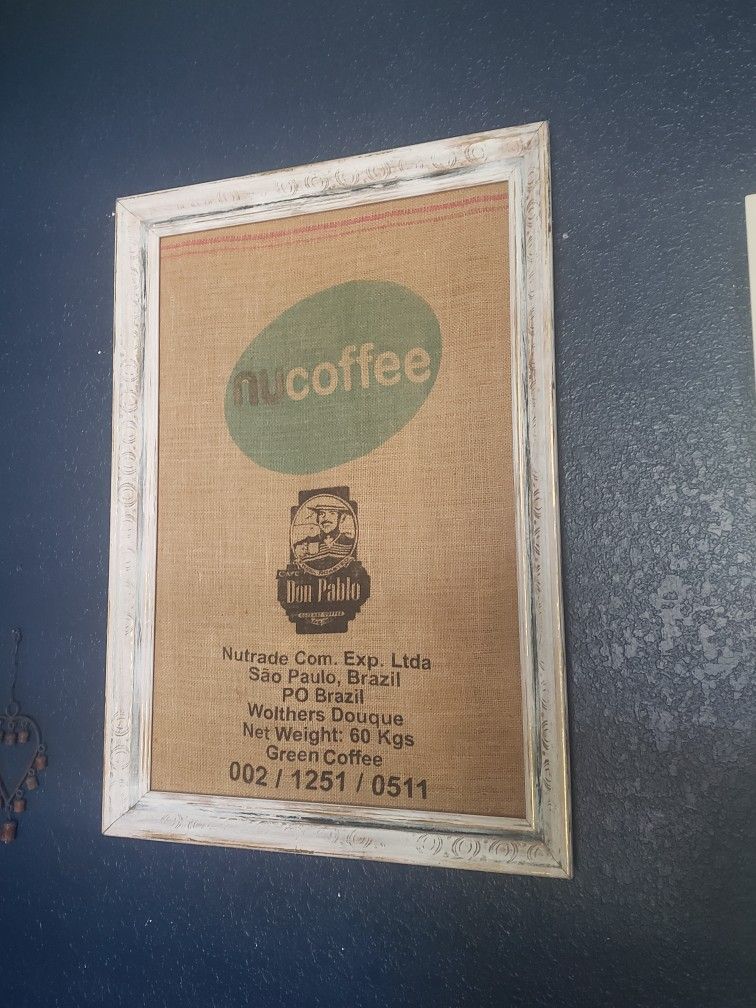 nucoffee
Don Pablo
Nutrade Com. Exp. Ltda
São Paulo, Brazil
PO Brazil
Wolthers Douque
Net Weight: 60 Kgs
Green Coffee
002 / 1251 / 0511